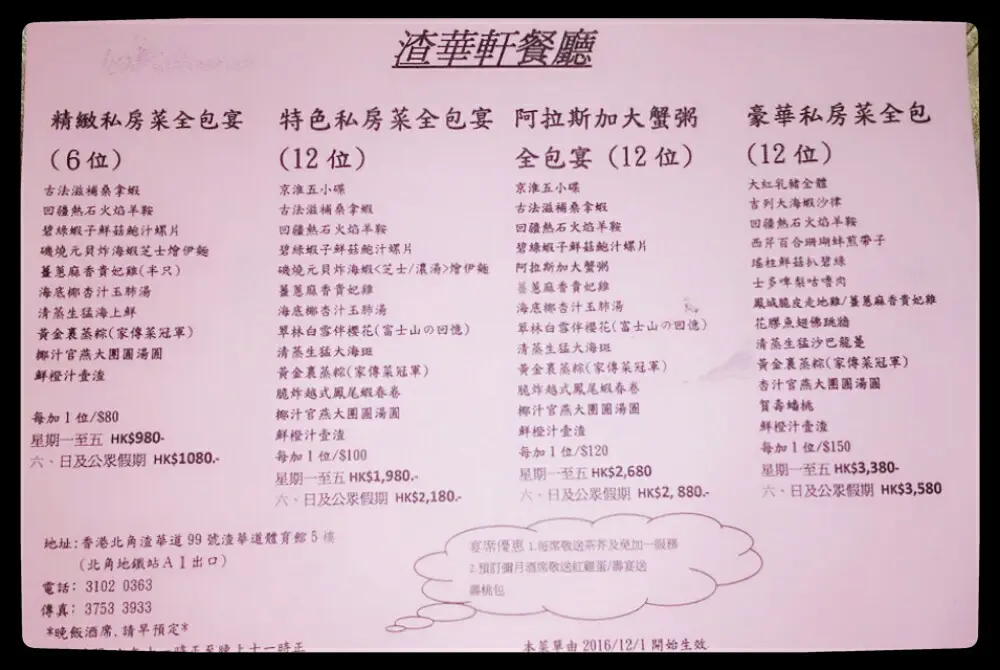 渣華軒餐廳
精緻私房菜全包宴
(6位)
古法滋補桑拿蝦
回疆熱石火焰羊鞍
碧綠蝦子鮮菇鮑汁螺片
磯燒元貝炸海蝦芝士燴伊麵
薑蔥麻香貴妃雞(半只)
海底椰杏汁玉肺湯
清蒸生猛海上鮮
黃金裏蒸粽(家傳菜冠軍)
椰汁官燕大團圓湯圓
鮮橙汁壹渣
每加1位/$80
星期一至五 HK$980-
六、日及公眾假期 HK$1080.-
特色私房菜全包宴
(12位)
京淮五小碟
古法滋補桑拿蝦
回疆熱石火焰羊鞍
碧綠蝦子鮮菇鮑汁螺片
磯燒元貝炸海蝦<芝士/濃湯>燴伊麵
薑蔥麻香貴妃雞
海底椰杏汁玉肺湯
翠林白雪伴櫻花(富士山の回憶)
清蒸生猛大海斑
黃金裏蒸粽(家傳菜冠軍)
脆炸越式鳳尾蝦春卷
椰汁官燕大團圓湯圓
鮮橙汁壹渣
每加1位/$100
星期一至五 HK$1,980.-
六、日及公眾假期 HK$2,180.-
阿拉斯加大蟹粥
全包宴(12位)
京淮五小碟
古法滋補桑拿蝦
回疆熱石火焰羊鞍
碧綠蝦子鮮菇鮑汁螺片
阿拉斯加大蟹粥
薑蔥麻香貴妃雞
海底椰杏汁玉肺湯
翠林白雪伴櫻花(富士山の回憶)
清蒸生猛大海斑
黃金裏蒸粽(家傳菜冠軍)
脆炸越式鳳尾蝦春卷
椰汁官燕大團圓湯圓
鮮橙汁壹渣
每加1位/$120
星期一至五 HK$2,680
六、日及公眾假期 HK$2,880.-
豪華私房菜全包
(12位)
大紅乳豬全體
吉列大海蝦沙律
回疆熱石火焰羊鞍
西芹百合珊瑚蚌煎帶子
瑤柱鮮菇扒碧綠
士多啤梨咕嚕肉
鳳城脆皮走地雞/薑蔥麻香貴妃雞
花膠魚翅佛跳牆
清蒸生猛沙巴龍躉
黃金裏蒸粽(家傳菜冠軍)
杏汁官燕大團圓湯圓
賀壽蟠桃
鮮橙汁壹渣
每加1位/$150
星期一至五 HK$3,380-
六、日及公眾假期 HK$3,580
地址:香港北角渣華道99號渣華道體育館5樓
(北角地鐵站A1出口)
電話: 3102 0363
傳真: 3753 3933
*晚飯酒席,請早預定*
宴席優惠 1.每席敬送茶芥及免加一服務
2.預訂彌月酒席敬送紅雞蛋/壽宴送
壽桃包
本菜單由2016/12/1開始生效